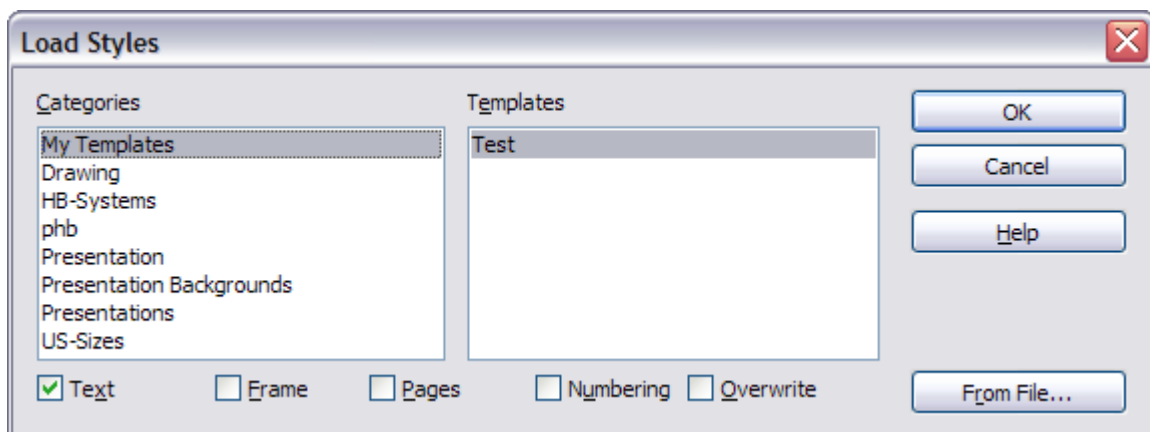 Load Styles
Categories
Templates
My Templates
Drawing
HB-Systems
phb
Presentation
Presentation Backgrounds
Presentations
US-Sizes
Test
OK
Cancel
Help
Text Frame Pages Numbering Overwrite
From File...